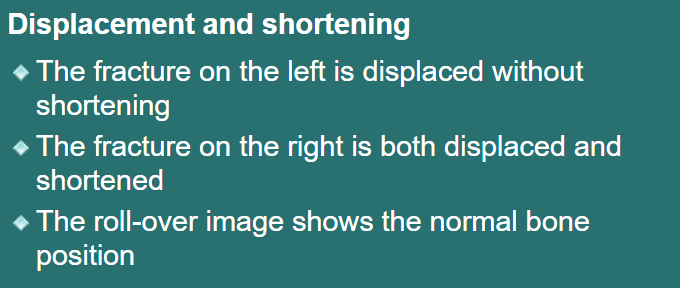 Displacement and shortening
The fracture on the left is displaced without
shortening
The fracture on the right is both displaced and
shortened
The roll-over image shows the normal bone
position